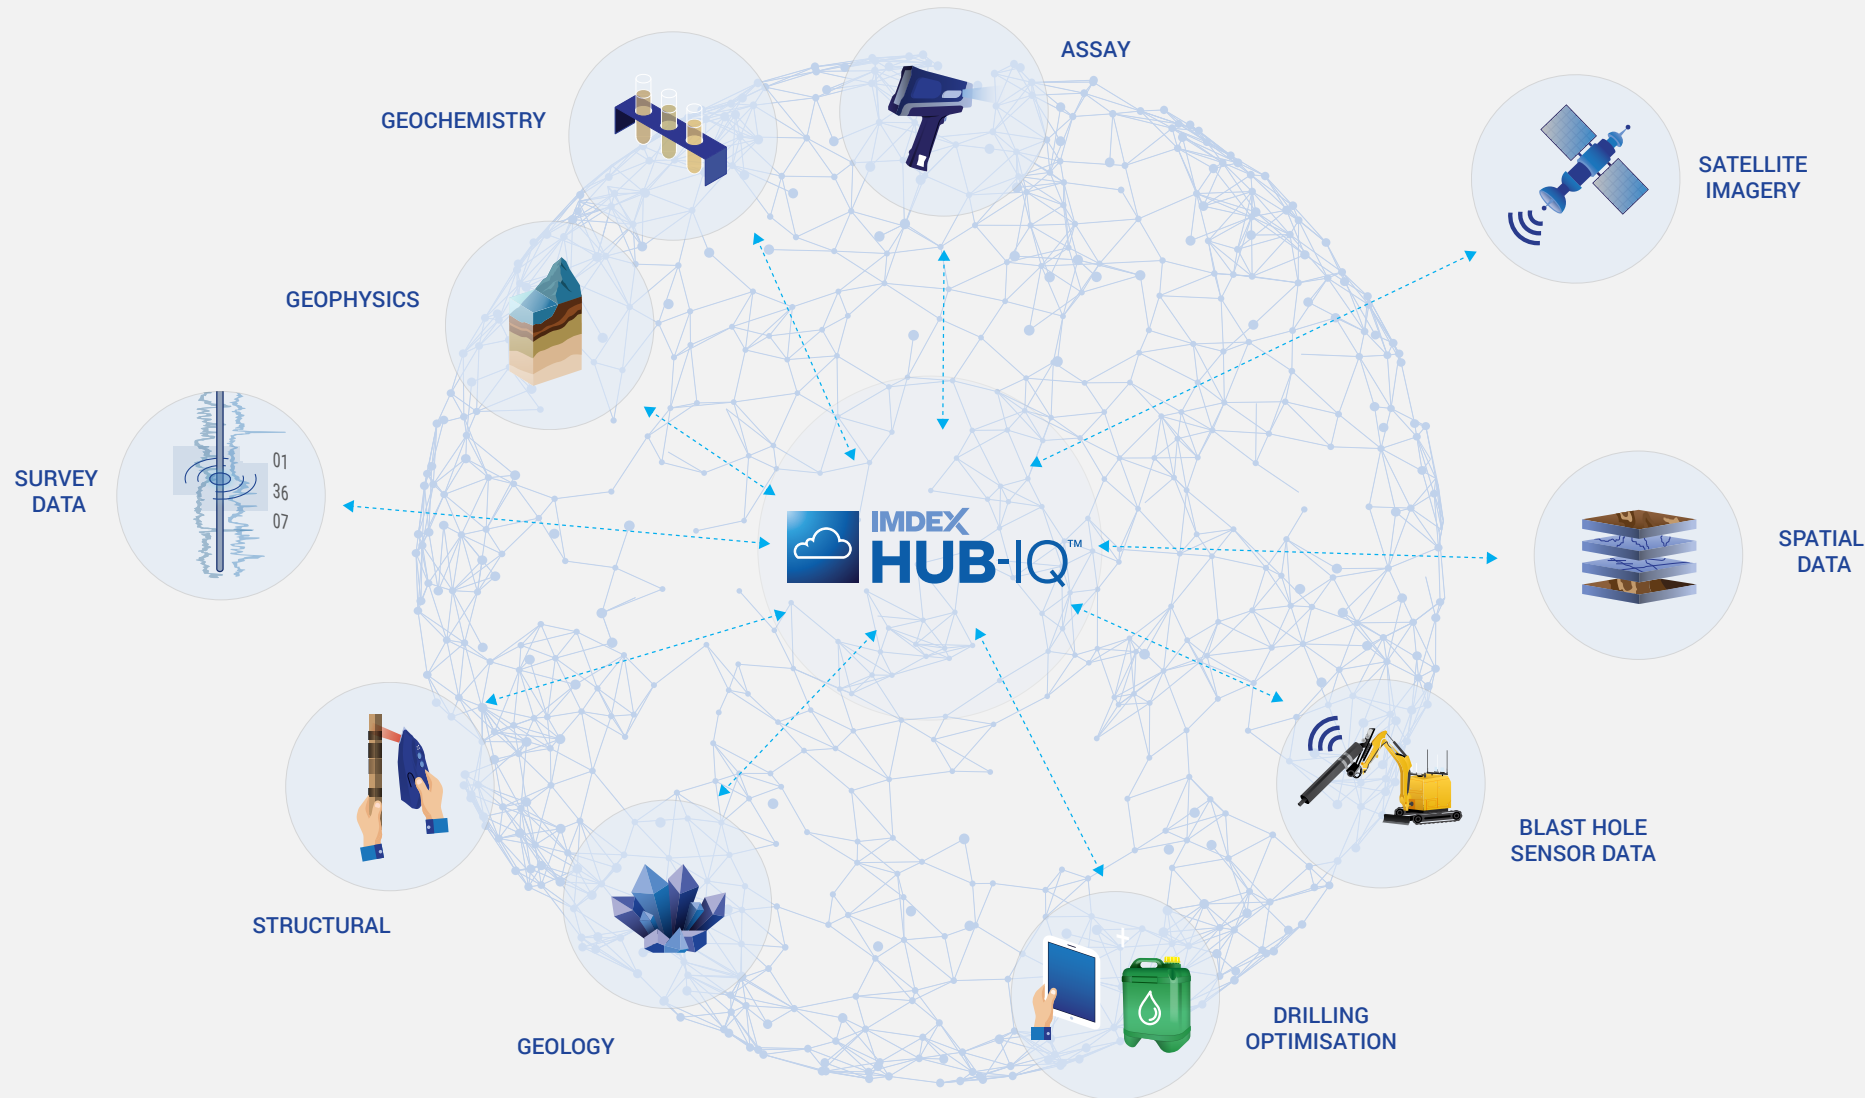 ASSAY
GEOCHEMISTRY
SATELLITE
IMAGERY
GEOPHYSICS
SURVEY
DATA
01
36
07
IMDEX
HUB-IQ™
SPATIAL
DATA
BLAST HOLE
SENSOR DATA
STRUCTURAL
DRILLING
OPTIMISATION
GEOLOGY